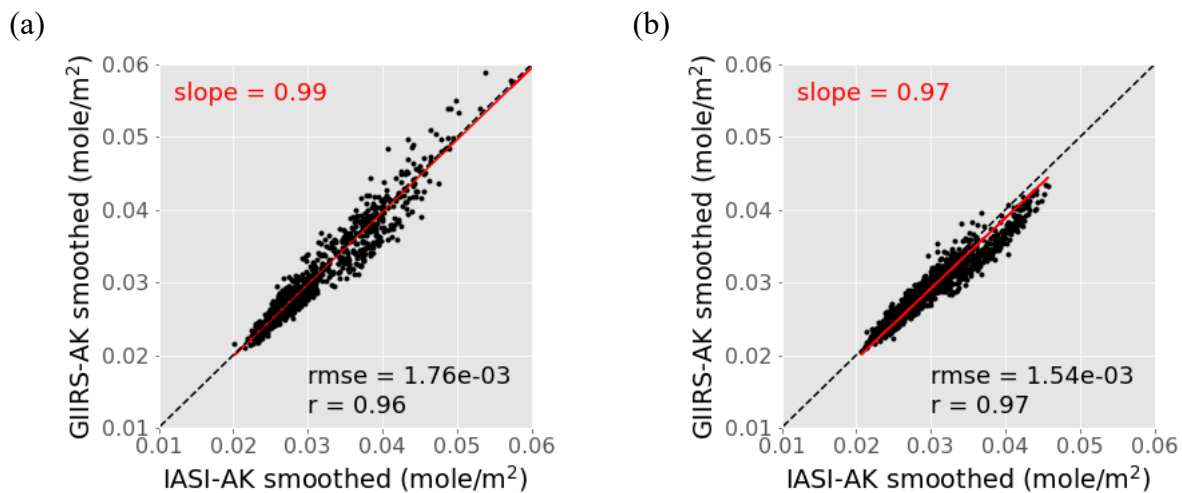 (a)
GIIRS-AK smoothed (mole/m²)
0.06
0.05
0.04
0.03
0.02
0.01
slope = 0.99
rmse = 1.76e-03
r = 0.96
0.01 0.02 0.03 0.04 0.05 0.06
IASI-AK smoothed (mole/m²)
(b)
GIIRS-AK smoothed (mole/m²)
0.06
0.05
0.04
0.03
0.02
0.01
slope = 0.97
rmse = 1.54e-03
r = 0.97
0.01 0.02 0.03 0.04 0.05 0.06
IASI-AK smoothed (mole/m²)